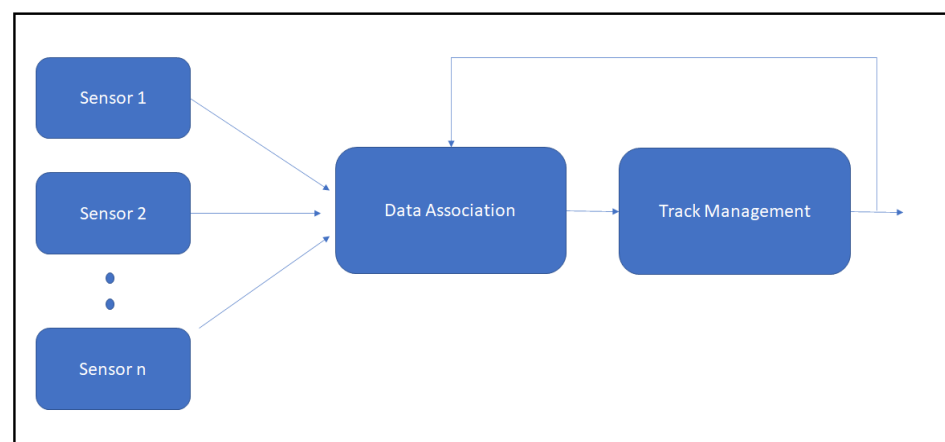 Sensor 1
Sensor 2
Sensor n
Data Association
Track Management